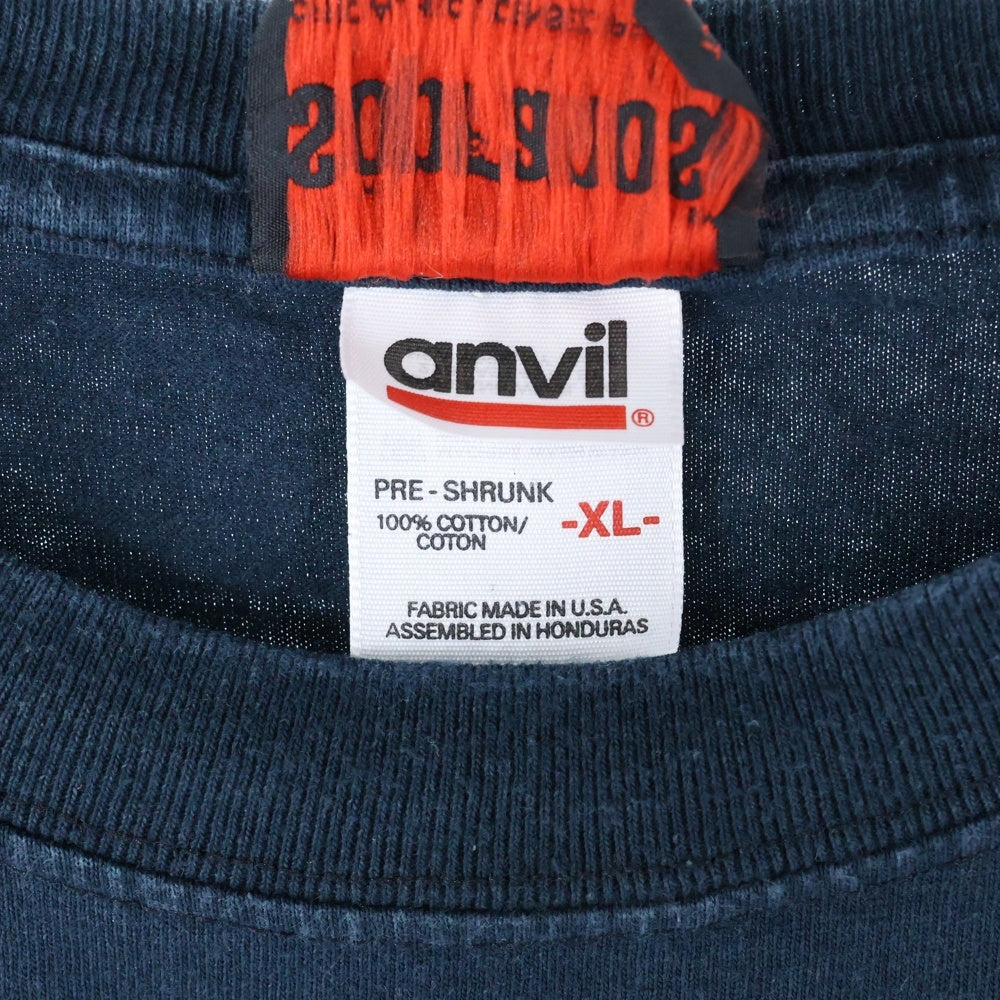 anvil
®
PRE - SHRUNK
100% COTTON/
COTON
-XL-
FABRIC MADE IN U.S.A.
ASSEMBLED IN HONDURAS